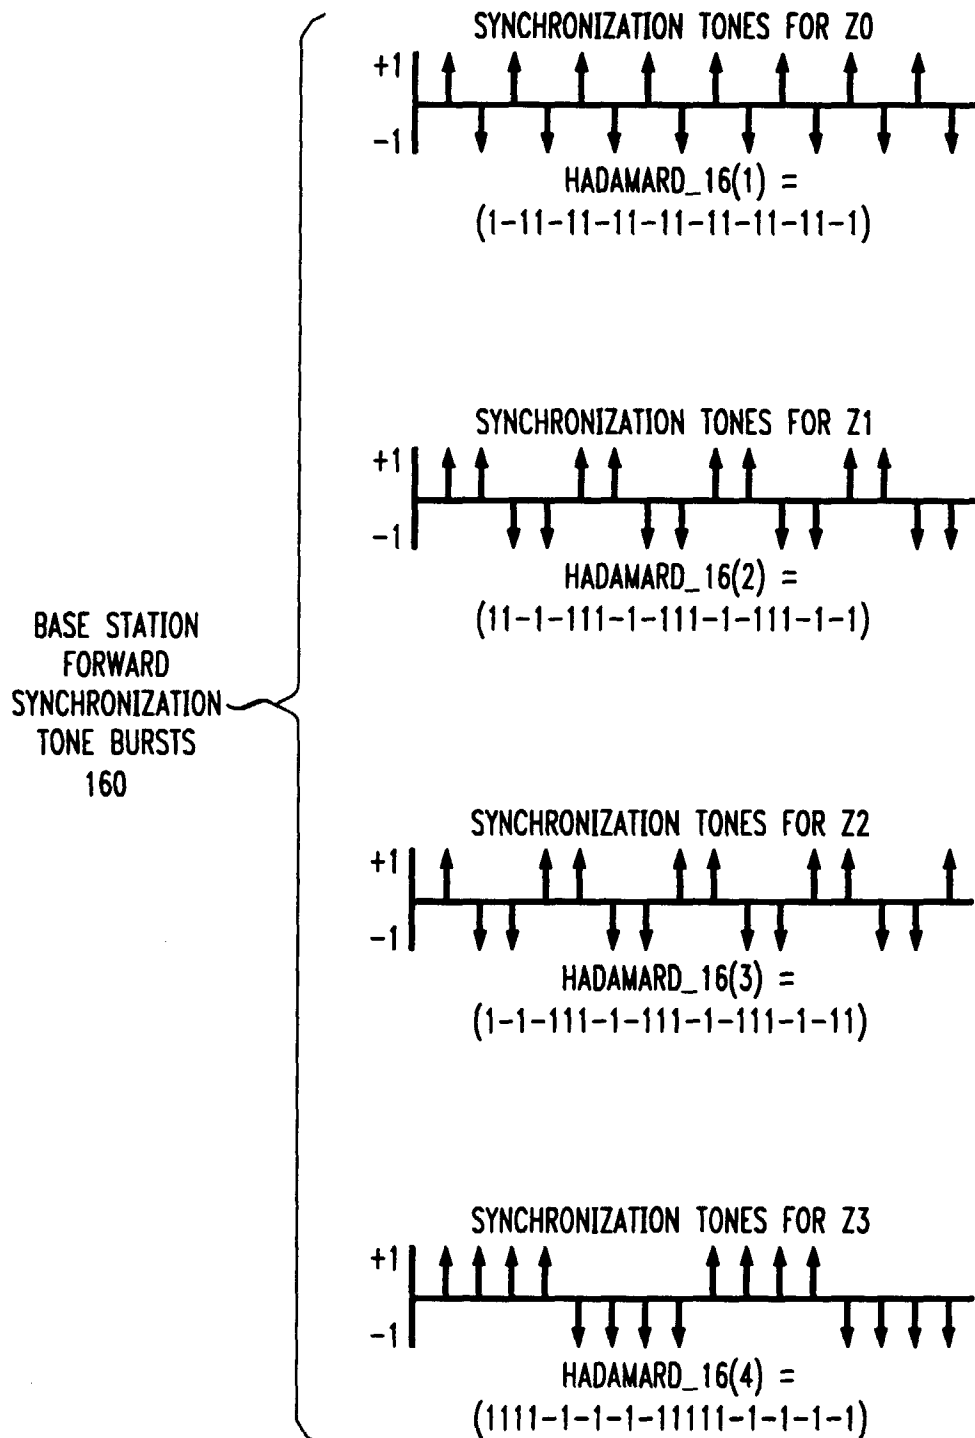 SYNCHRONIZATION TONES FOR Z0
+1
-1
HADAMARD_16(1) =
(1-11-11-11-11-11-11-11-1)
SYNCHRONIZATION TONES FOR Z1
+1
-1
HADAMARD_16(2) =
(11-1-111-1-111-1-111-1-1)
BASE STATION
FORWARD
SYNCHRONIZATION
TONE BURSTS
160
SYNCHRONIZATION TONES FOR Z2
+1
-1
HADAMARD_16(3) =
(1-1-111-1-111-1-111-1-11)
SYNCHRONIZATION TONES FOR Z3
+1
-1
HADAMARD_16(4) =
(1111-1-1-1-11111-1-1-1-1)